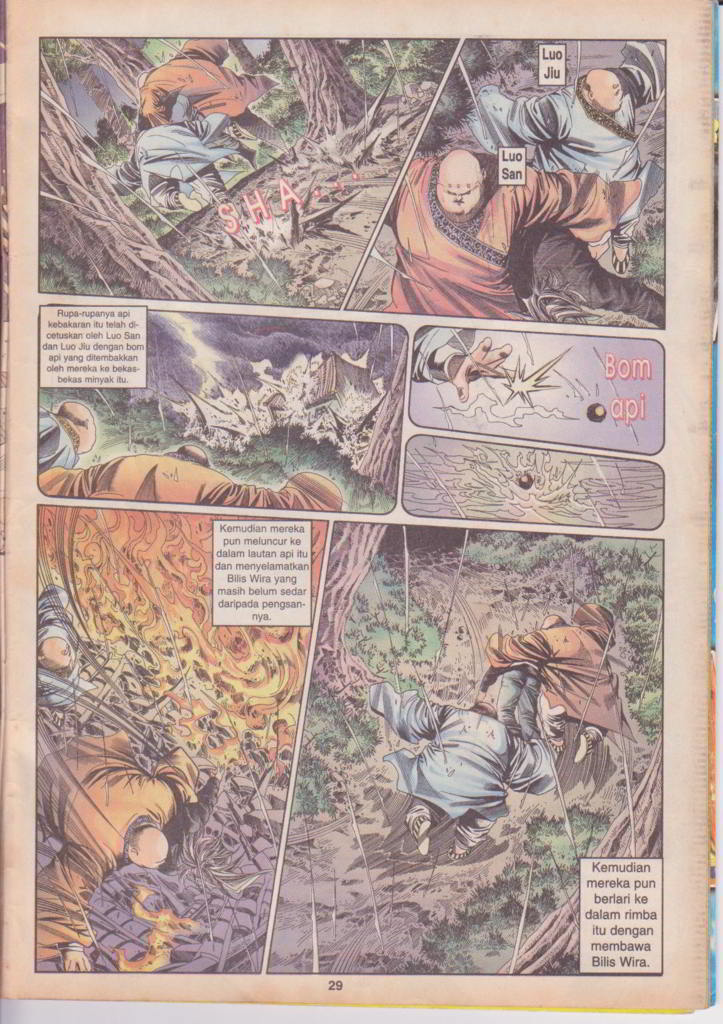 SHA...
Luo
Jiu
Luo
San
Rupa-rupanya api
kebakaran itu telah di-
cetuskan oleh Luo San
dan Luo Jiu dengan bom
api yang ditembakkan
oleh mereka ke bekas-
bekas minyak itu.
Bom
api
Kemudian mereka
pun meluncur ke
dalam lautan api itu
dan menyelamatkan
Bilis Wira yang
masih belum sedar
daripada pengsan-
nya.
Kemudian
mereka pun
berlari ke
dalam rimba
itu dengan
membawa
Bilis Wira.
29